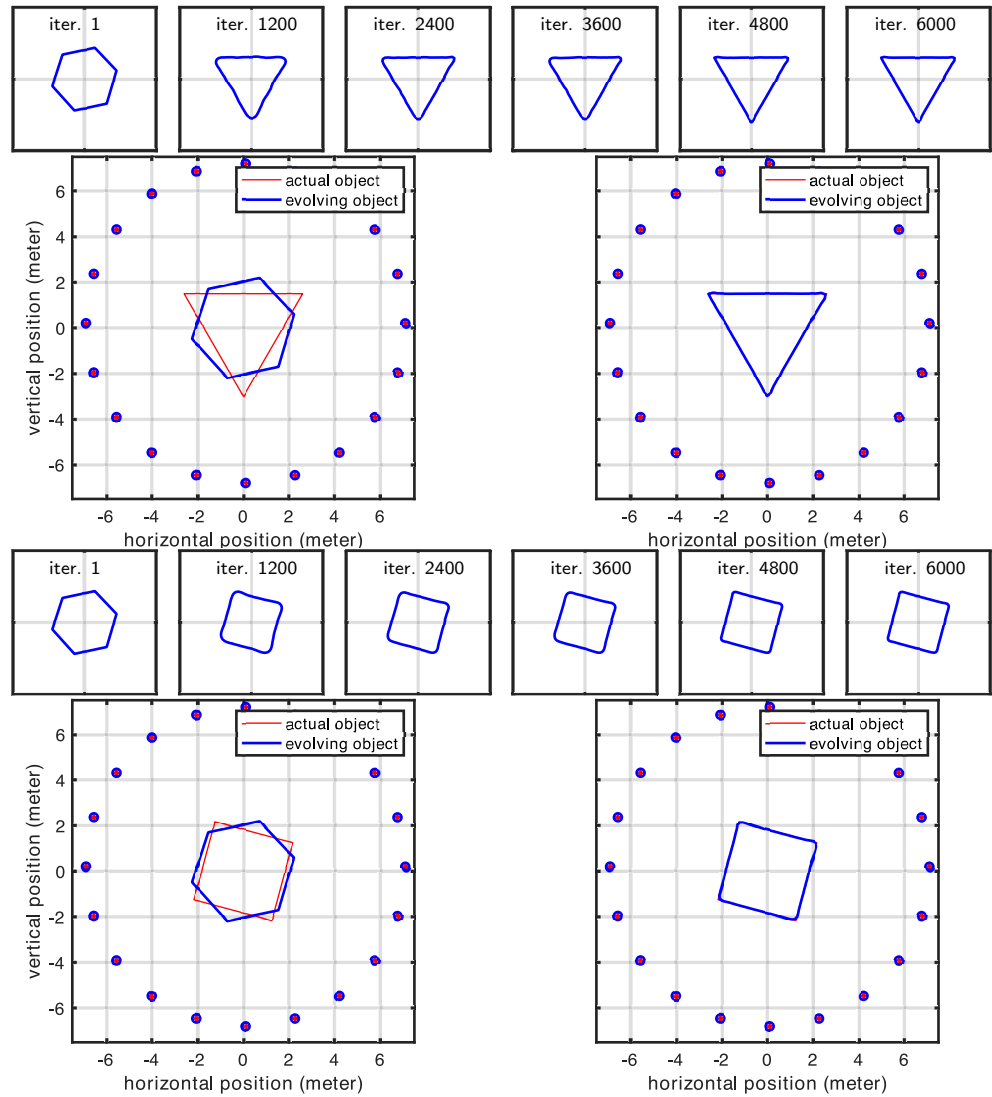 iter. 1 iter. 1200 iter. 2400 iter. 3600 iter. 4800 iter. 6000
actual object
evolving object
6
4
2
0
-2
-4
-6
vertical position (meter)
-6 -4 -2 0 2 4 6
horizontal position (meter)
actual object
evolving object
6
4
2
0
-2
-4
-6
-6 -4 -2 0 2 4 6
horizontal position (meter)
iter. 1 iter. 1200 iter. 2400 iter. 3600 iter. 4800 iter. 6000
actual object
evolving object
6
4
2
0
-2
-4
-6
vertical position (meter)
-6 -4 -2 0 2 4 6
horizontal position (meter)
actual object
evolving object
6
4
2
0
-2
-4
-6
-6 -4 -2 0 2 4 6
horizontal position (meter)